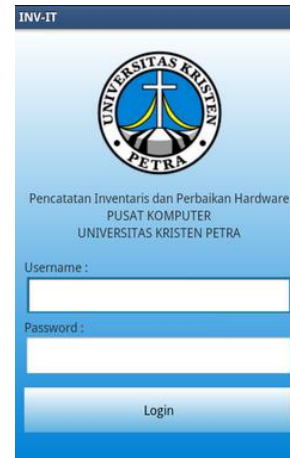 INV-IT
UNIVERSITAS KRISTEN
PETRA
Pencatatan Inventaris dan Perbaikan Hardware
PUSAT KOMPUTER
UNIVERSITAS KRISTEN PETRA
Username :
Password :
Login